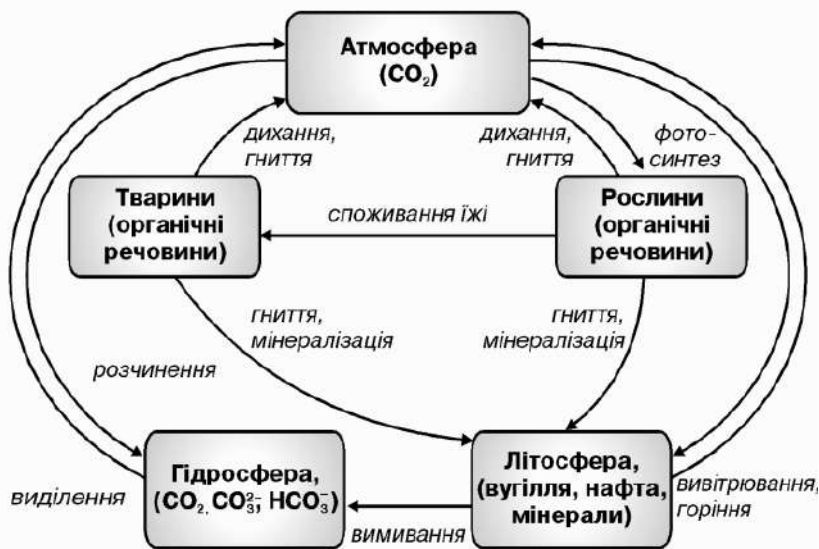 Атмосфера
(CO₂)
дихання,
гниття
дихання,
гниття
фото-
синтез
Тварини
(органічні
речовини)
споживання їжі
Рослини
(органічні
речовини)
гниття,
мінералізація
гниття,
мінералізація
розчинення
Гідросфера,
(CO₂, CO₃²⁻, HCO₃⁻)
Літосфера,
(вугілля, нафта,
мінерали)
виділення
вимивання
вивітрювання,
горіння